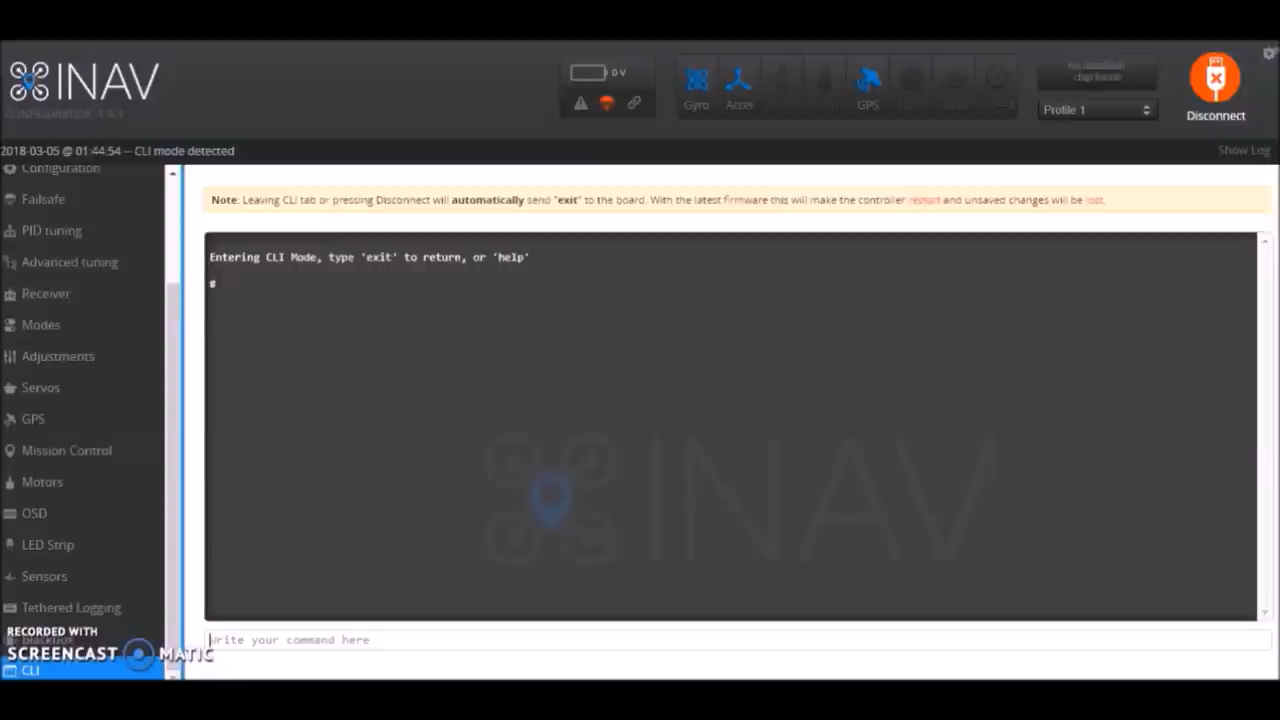 INAV
0 V
Gyro
Accel
GPS
Profile 1
Disconnect
2018-03-05 @ 01:44:54 -- CLI mode detected
Show Log
Configuration
Failsafe
PID tuning
Advanced tuning
Receiver
Modes
Adjustments
Servos
GPS
Mission Control
Motors
OSD
LED Strip
Sensors
Tethered Logging
CLI
Note: Leaving CLI tab or pressing Disconnect will automatically send "exit" to the board. With the latest firmware this will make the controller restart and unsaved changes will be lost.
Entering CLI Mode, type 'exit' to return, or 'help'
#
INAV
Write your command here
RECORDED WITH
SCREENCAST MATIC